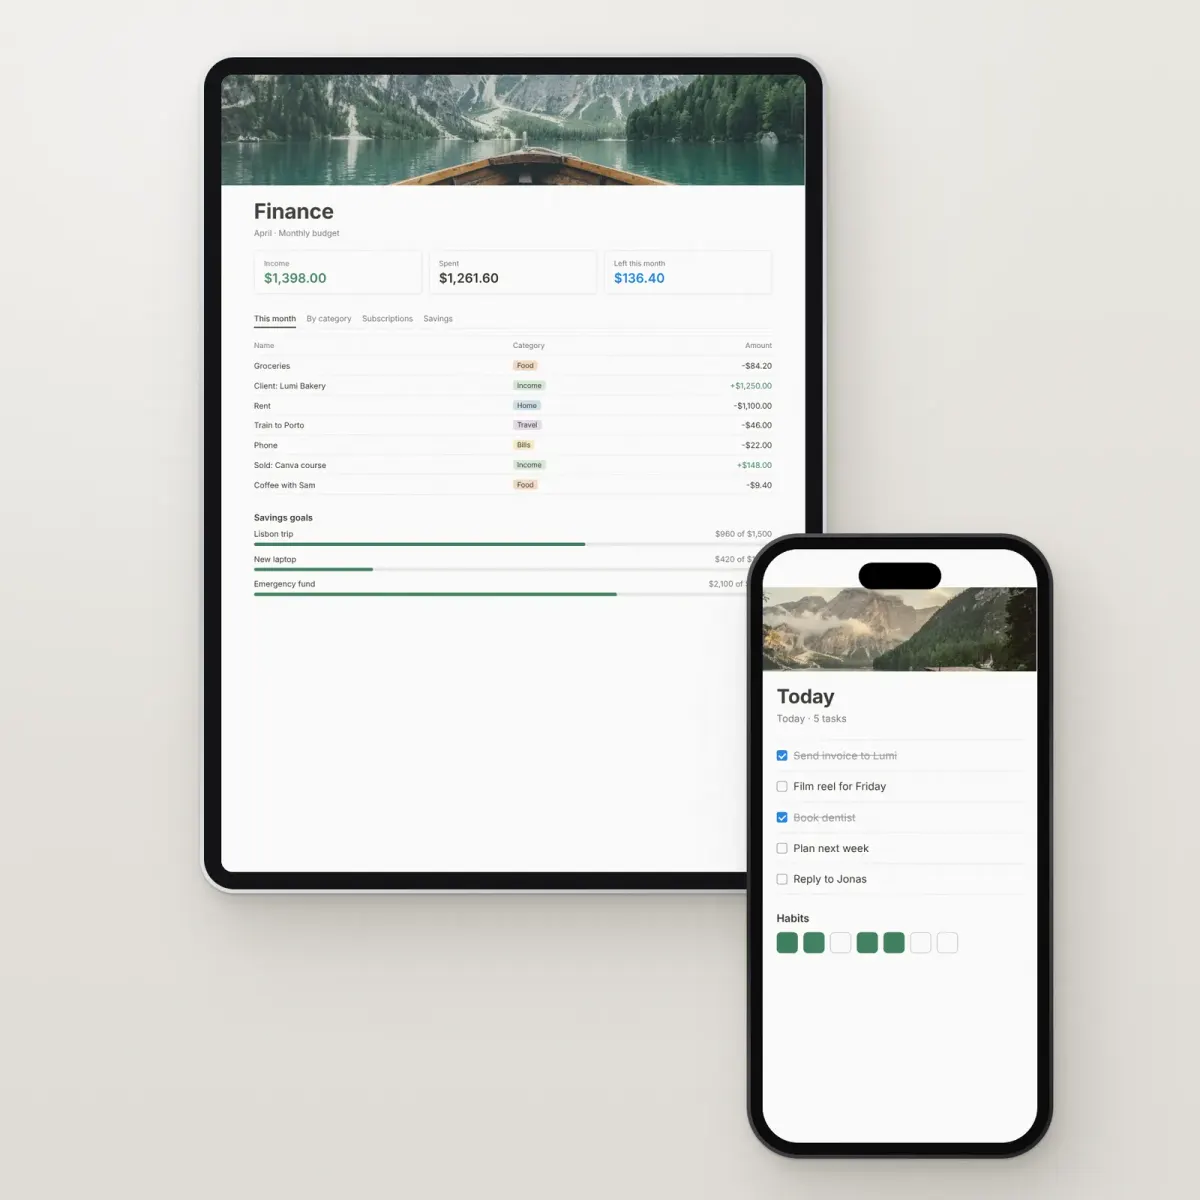 Finance
April · Monthly budget
Income
$1,398.00
Spent
$1,261.60
Left this month
$136.40
This month By category Subscriptions Savings
Name Category Amount
Groceries Food -$84.20
Client: Lumi Bakery Income +$1,250.00
Rent Home -$1,100.00
Train to Porto Travel -$46.00
Phone Bills -$22.00
Sold: Canva course Income +$148.00
Coffee with Sam Food -$9.40
Savings goals
Lisbon trip $960 of $1,500
New laptop $420 of
Emergency fund $2,100 of
Today
Today · 5 tasks
Send invoice to Lumi
Film reel for Friday
Book dentist
Plan next week
Reply to Jonas
Habits